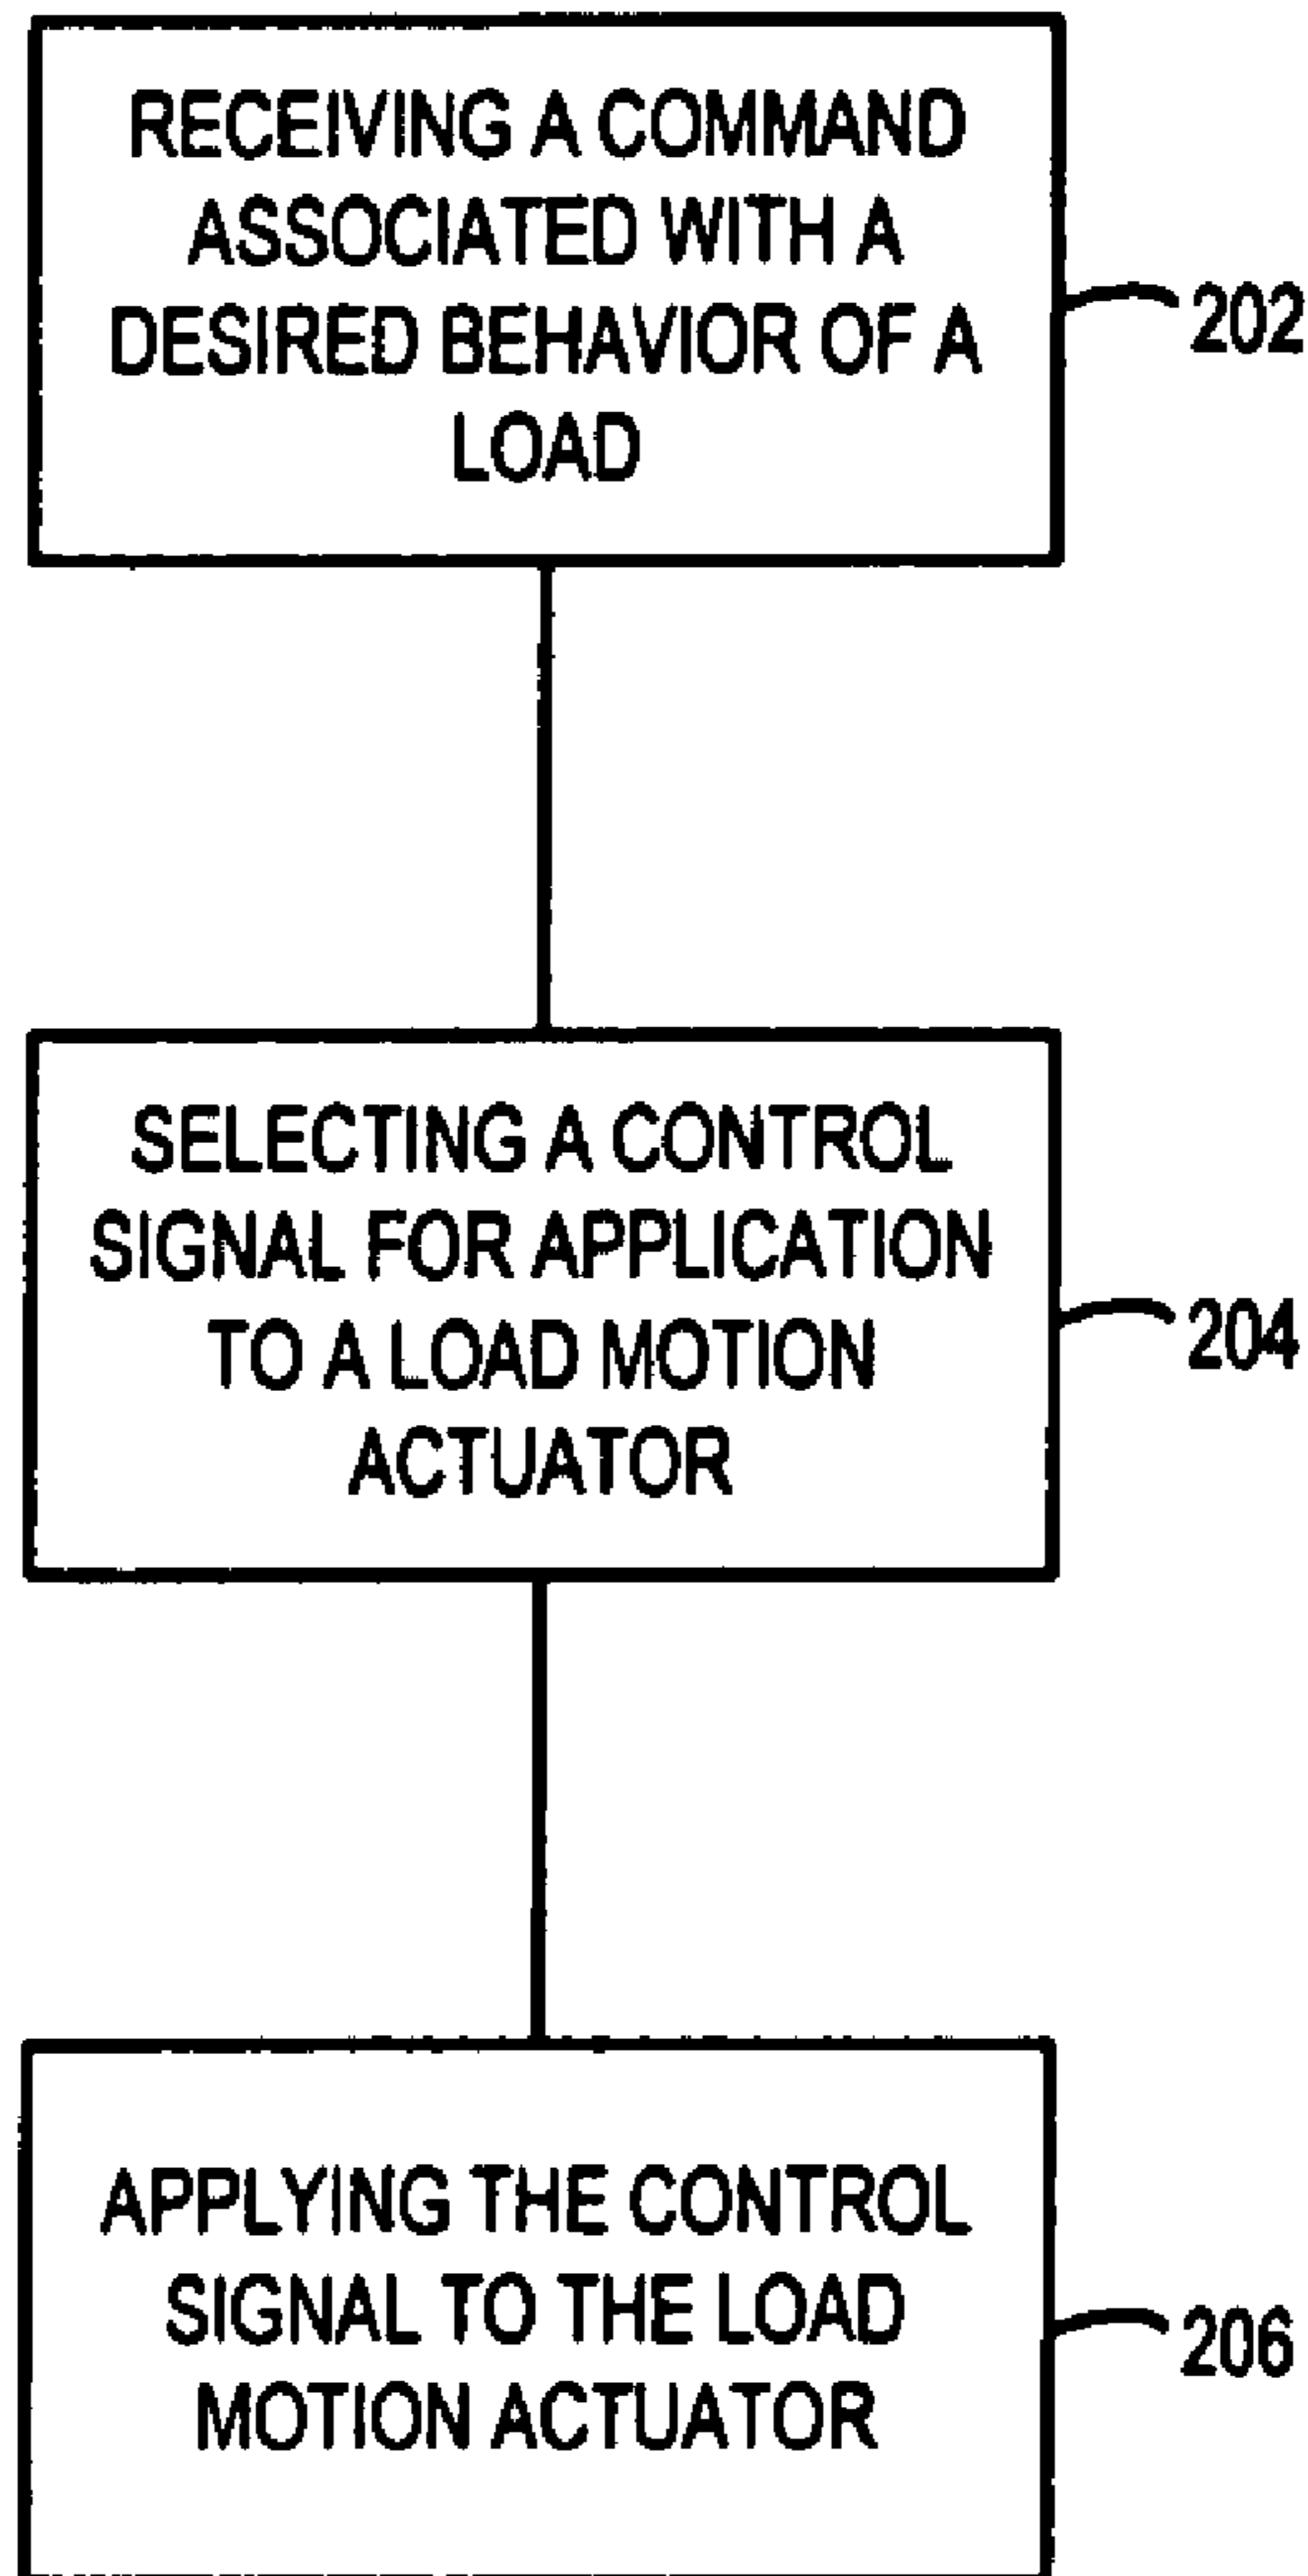 RECEIVING A COMMAND
ASSOCIATED WITH A
DESIRED BEHAVIOR OF A
LOAD
202
SELECTING A CONTROL
SIGNAL FOR APPLICATION
TO A LOAD MOTION
ACTUATOR
204
APPLYING THE CONTROL
SIGNAL TO THE LOAD
MOTION ACTUATOR
206